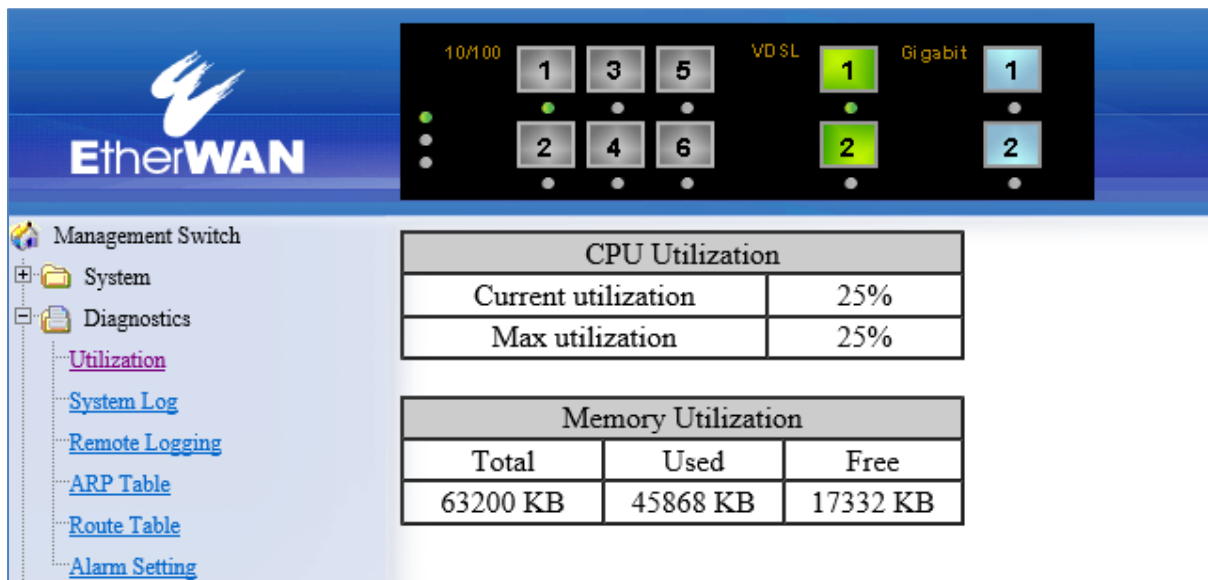 EtherWAN
10/100 1 3 5 VDSL 1 Gigabit 1
2 4 6 2 2
Management Switch
System
Diagnostics
Utilization
System Log
Remote Logging
ARP Table
Route Table
Alarm Setting
CPU Utilization
Current utilization 25%
Max utilization 25%
Memory Utilization
Total Used Free
63200 KB 45868 KB 17332 KB